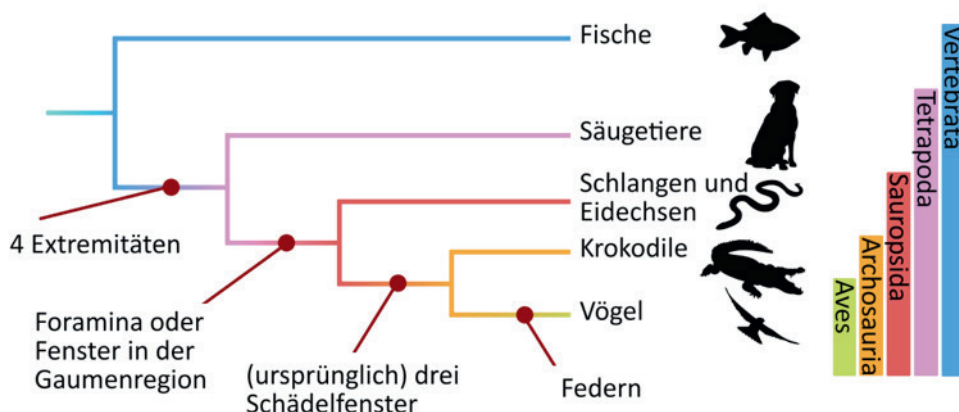 Fische
Säugetiere
Schlangen und
Eidechsen
Krokodile
Vögel
4 Extremitäten
Foramina oder
Fenster in der
Gaumenregion
(ursprünglich) drei
Schädelfenster
Federn
Aves
Archosauria
Sauropsida
Tetrapoda
Vertebrata